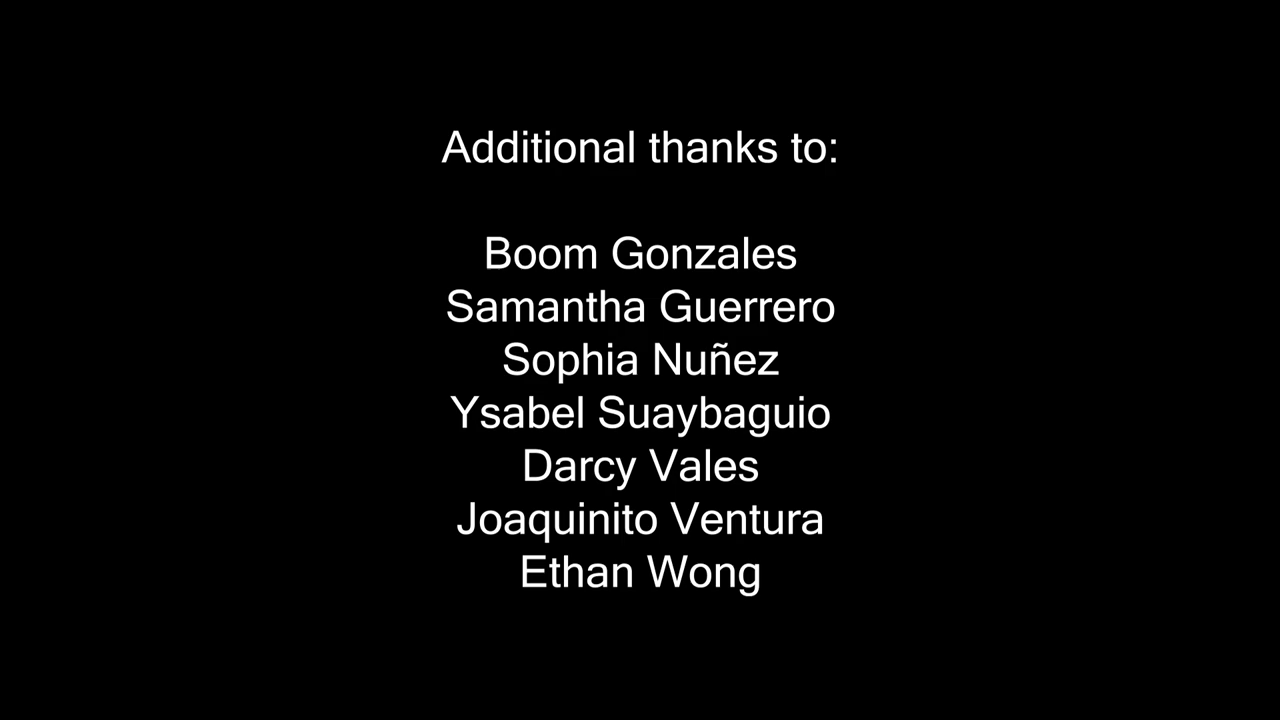 Additional thanks to:
Boom Gonzales
Samantha Guerrero
Sophia Nuñez
Ysabel Suaybaguio
Darcy Vales
Joaquinito Ventura
Ethan Wong